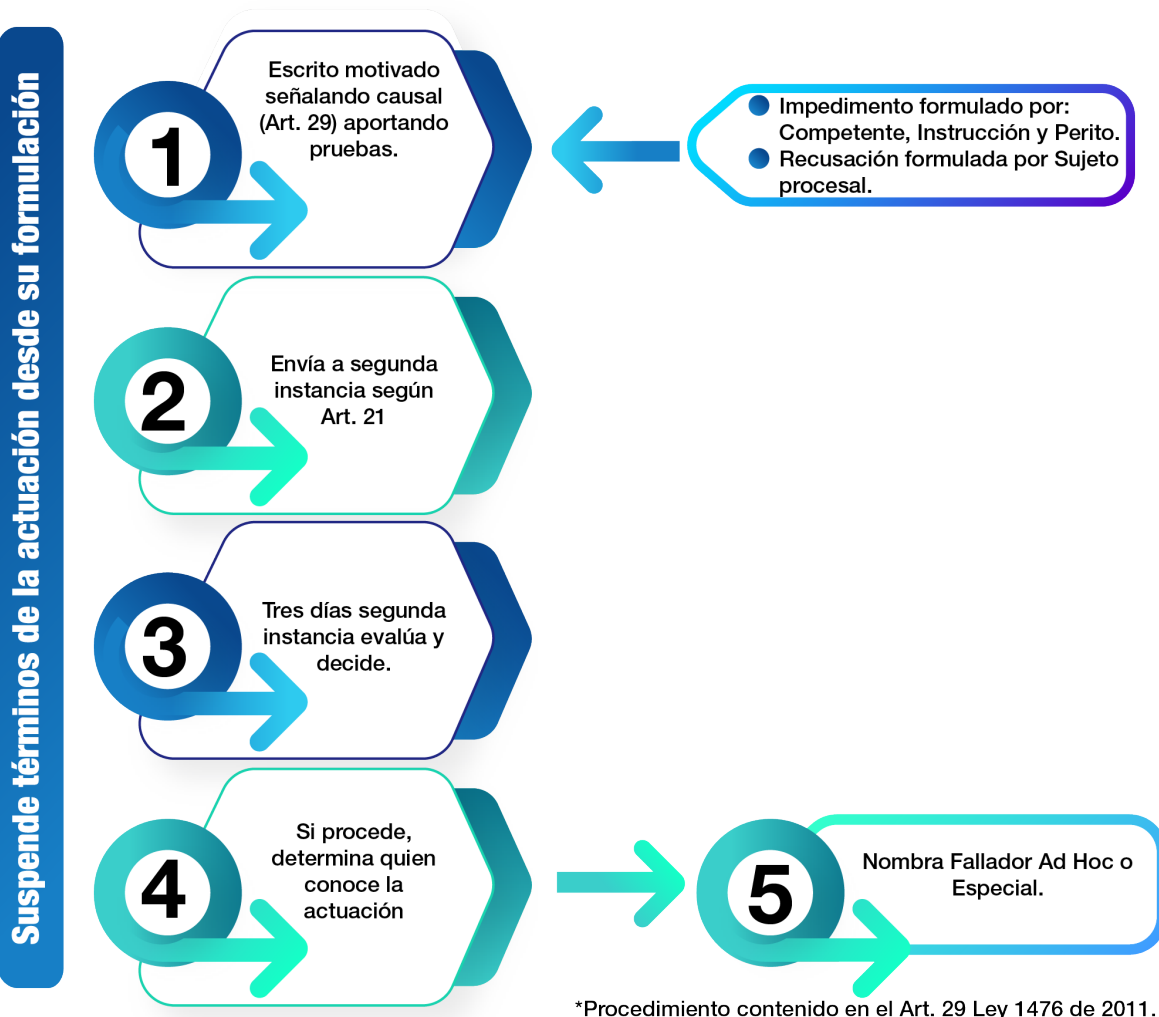 Suspende términos de la actuación desde su formulación
1
Escrito motivado
señalando causal
(Art. 29) aportando
pruebas.
Impedimento formulado por:
Competente, Instrucción y Perito.
Recusación formulada por Sujeto
procesal.
2
Envía a segunda
instancia según
Art. 21
3
Tres días segunda
instancia evalúa y
decide.
4
Si procede,
determina quien
conoce la
actuación
5
Nombra Fallador Ad Hoc o
Especial.
*Procedimiento contenido en el Art. 29 Ley 1476 de 2011.